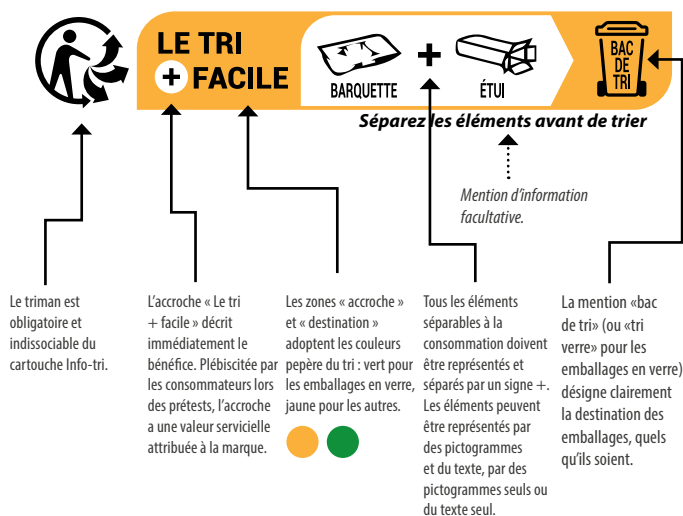 LE TRI
+ FACILE
BARQUETTE
+
ÉTUI
BAC
DE
TRI
Séparez les éléments avant de trier
Mention d'information
facultative.
Le triman est
obligatoire et
indissociable du
cartouche Info-tri.
L'accroche « Le tri
+ facile » décrit
immédiatement le
bénéfice. Plébiscitée par
les consommateurs lors
des prétests, l'accroche
a une valeur servicielle
attribuée à la marque.
Les zones « accroche »
et « destination »
adoptent les couleurs
pepère du tri : vert pour
les emballages en verre,
jaune pour les autres.
Tous les éléments
séparables à la
consommation doivent
être représentés et
séparés par un signe +.
Les éléments peuvent
être représentés par
des pictogrammes
et du texte, par des
pictogrammes seuls ou
du texte seul.
La mention «bac
de tri» (ou «tri
verre» pour les
emballages en verre)
désigne clairement
la destination des
emballages, quels
qu'ils soient.